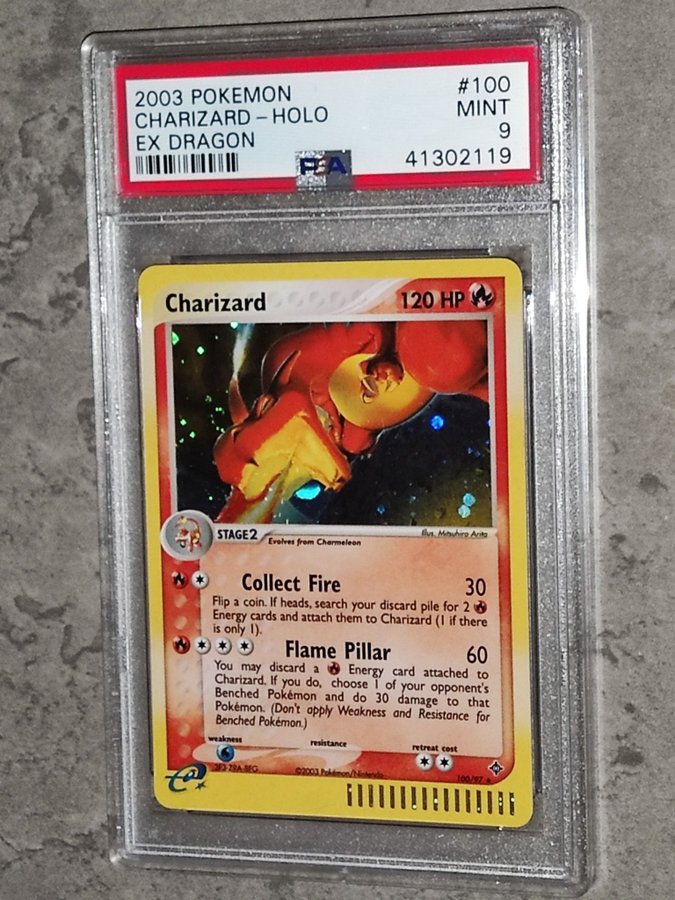 2003 POKEMON #100
CHARIZARD - HOLO MINT
EX DRAGON 9
PSA 41302119
Charizard 120 HP
STAGE 2 Evolves from Charmeleon Illus. Mitsuhiro Arita
Collect Fire 30
Flip a coin. If heads, search your discard pile for 2
Energy cards and attach them to Charizard (1 if there
is only 1).
Flame Pillar 60
You may discard a Energy card attached to
Charizard. If you do, choose 1 of your opponent's
Benched Pokémon and do 30 damage to that
Pokémon. (Don't apply Weakness and Resistance for
Benched Pokémon.)
weakness resistance retreat cost
©2003 Pokémon/Nintendo 100/97
e